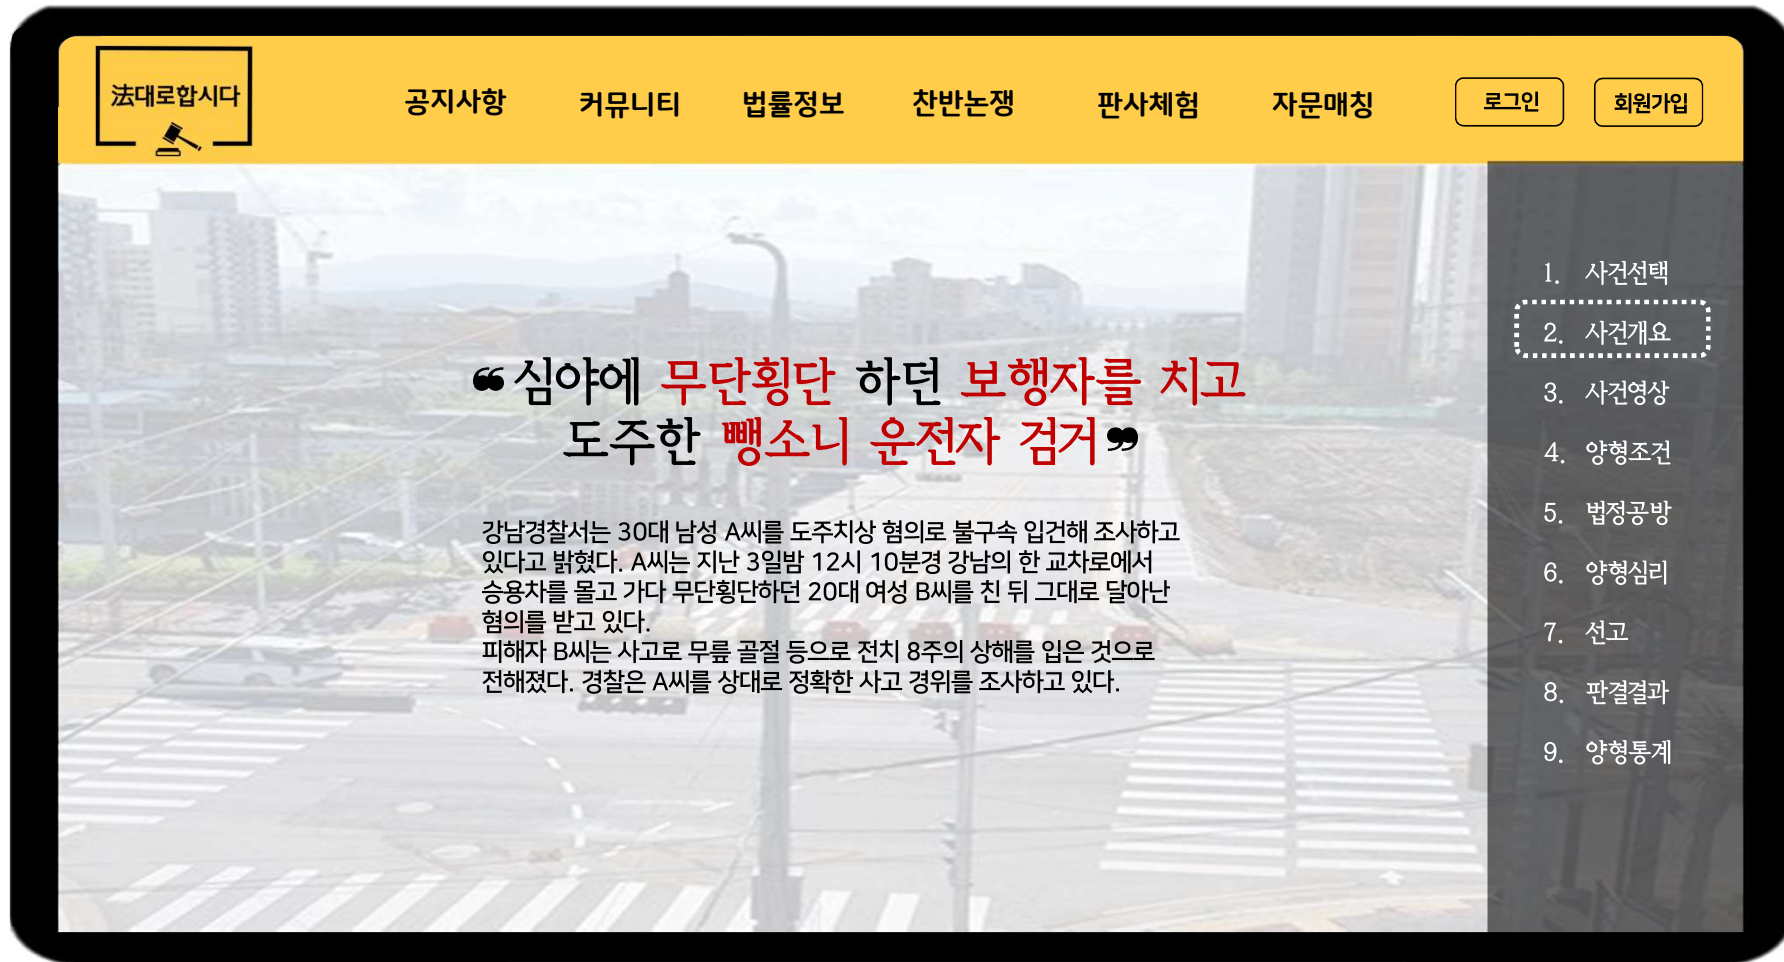 法대로합시다
공지사항
커뮤니티
법률정보
찬반논쟁
판사체험
자문매칭
로그인
회원가입
❝심야에 무단횡단 하던 보행자를 치고
도주한 뺑소니 운전자 검거❞
강남경찰서는 30대 남성 A씨를 도주치상 혐의로 불구속 입건해 조사하고
있다고 밝혔다. A씨는 지난 3일밤 12시 10분경 강남의 한 교차로에서
승용차를 몰고 가다 무단횡단하던 20대 여성 B씨를 친 뒤 그대로 달아난
혐의를 받고 있다.
피해자 B씨는 사고로 무릎 골절 등으로 전치 8주의 상해를 입은 것으로
전해졌다. 경찰은 A씨를 상대로 정확한 사고 경위를 조사하고 있다.
1. 사건선택
2. 사건개요
3. 사건영상
4. 양형조건
5. 법정공방
6. 양형심리
7. 선고
8. 판결결과
9. 양형통계